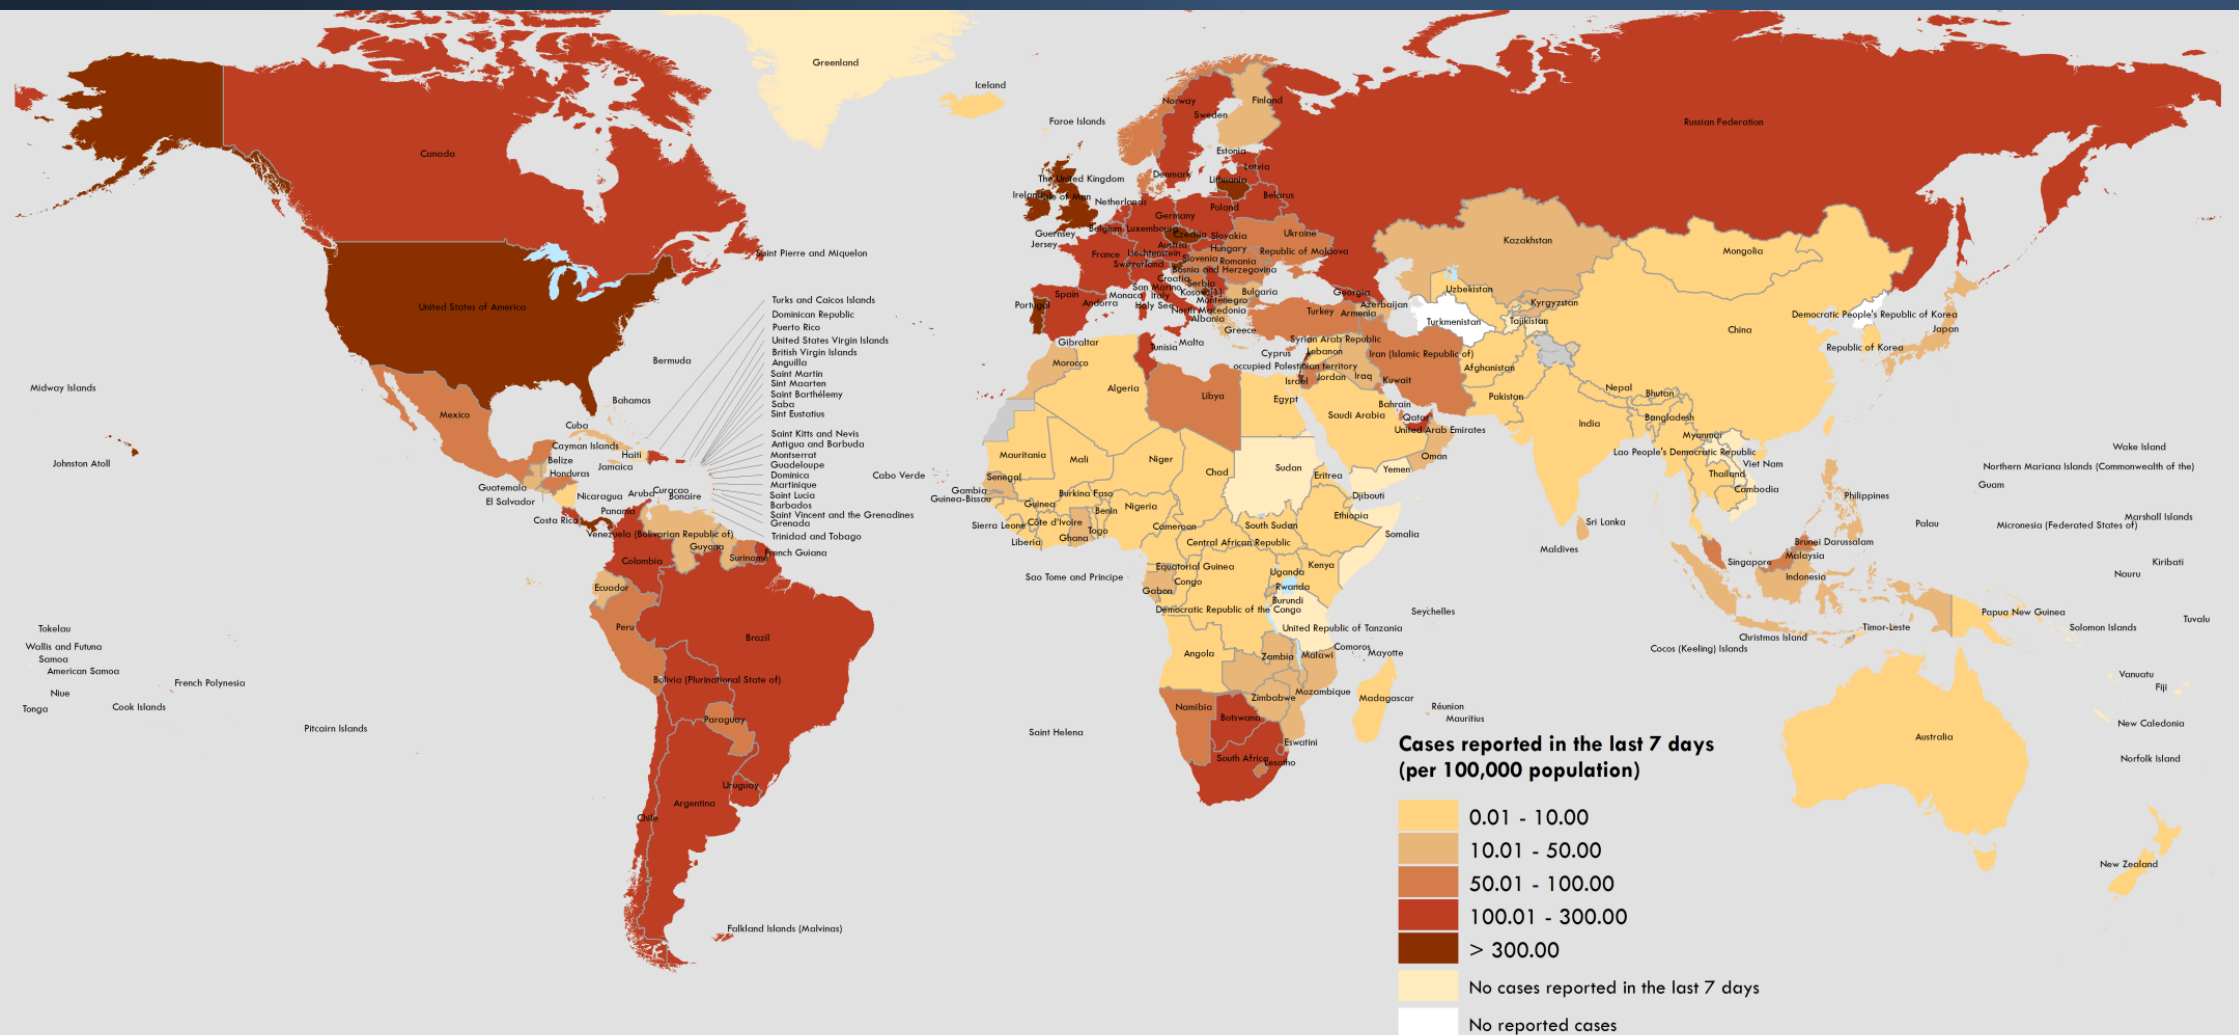 Greenland
Iceland
Faroe Islands
Norway
Sweden
Finland
Russian Federation
Canada
Estonia
Latvia
Lithuania
Denmark
The United Kingdom
Isle of Man
Ireland
Netherlands
Belarus
Poland
Germany
Belgium
Luxembourg
Guernsey
Jersey
Czechia
Slovakia
Ukraine
Austria
Hungary
Republic of Moldova
France
Liechtenstein
Switzerland
Slovenia
Romania
Bosnia and Herzegovina
Croatia
San Marino
Serbia
Monaco
Italy
Kosovo[1]
Montenegro
Bulgaria
Holy See
North Macedonia
Albania
Greece
Spain
Andorra
Portugal
Georgia
Azerbaijan
Armenia
Turkey
Kazakhstan
Mongolia
Uzbekistan
Kyrgyzstan
Turkmenistan
Tajikistan
China
Democratic People's Republic of Korea
Japan
Republic of Korea
Saint Pierre and Miquelon
United States of America
Turks and Caicos Islands
Dominican Republic
Puerto Rico
United States Virgin Islands
British Virgin Islands
Anguilla
Saint Martin
Sint Maarten
Saint Barthélemy
Saba
Sint Eustatius
Saint Kitts and Nevis
Antigua and Barbuda
Montserrat
Guadeloupe
Dominica
Martinique
Saint Lucia
Barbados
Saint Vincent and the Grenadines
Grenada
Trinidad and Tobago
Bermuda
Midway Islands
Johnston Atoll
Bahamas
Mexico
Cuba
Cayman Islands
Haiti
Belize
Jamaica
Honduras
Guatemala
El Salvador
Nicaragua
Aruba
Curacao
Bonaire
Costa Rica
Panama
Venezuela (Bolivarian Republic of)
Guyana
Suriname
French Guiana
Colombia
Ecuador
Peru
Brazil
Bolivia (Plurinational State of)
Paraguay
Uruguay
Argentina
Chile
Falkland Islands (Malvinas)
Gibraltar
Tunisia
Malta
Morocco
Algeria
Libya
Egypt
Cyprus
Syrian Arab Republic
Lebanon
occupied Palestinian territory
Israel
Jordan
Iraq
Iran (Islamic Republic of)
Kuwait
Afghanistan
Pakistan
Bahrain
Qatar
Saudi Arabia
United Arab Emirates
Oman
Yemen
Nepal
Bhutan
Bangladesh
India
Myanmar
Lao People's Democratic Republic
Viet Nam
Thailand
Cambodia
Philippines
Sri Lanka
Maldives
Brunei Darussalam
Malaysia
Singapore
Indonesia
Wake Island
Northern Mariana Islands (Commonwealth of the)
Guam
Marshall Islands
Palau
Micronesia (Federated States of)
Kiribati
Nauru
Cabo Verde
Mauritania
Mali
Niger
Chad
Sudan
Eritrea
Senegal
Gambia
Guinea-Bissau
Guinea
Burkina Faso
Benin
Nigeria
Djibouti
Ethiopia
Sierra Leone
Côte d'Ivoire
Togo
Ghana
Liberia
Cameroon
South Sudan
Central African Republic
Somalia
Sao Tome and Principe
Equatorial Guinea
Congo
Gabon
Uganda
Kenya
Rwanda
Burundi
Democratic Republic of the Congo
United Republic of Tanzania
Seychelles
Angola
Zambia
Malawi
Comoros
Mayotte
Mozambique
Zimbabwe
Madagascar
Namibia
Botswana
Réunion
Mauritius
Saint Helena
Eswatini
South Africa
Lesotho
Tokelau
Wallis and Futuna
Samoa
American Samoa
Niue
Tonga
Cook Islands
French Polynesia
Pitcairn Islands
Cocos (Keeling) Islands
Christmas Island
Timor-Leste
Papua New Guinea
Solomon Islands
Tuvalu
Vanuatu
Fiji
New Caledonia
Norfolk Island
Australia
New Zealand
Cases reported in the last 7 days
(per 100,000 population)
0.01 - 10.00
10.01 - 50.00
50.01 - 100.00
100.01 - 300.00
> 300.00
No cases reported in the last 7 days
No reported cases